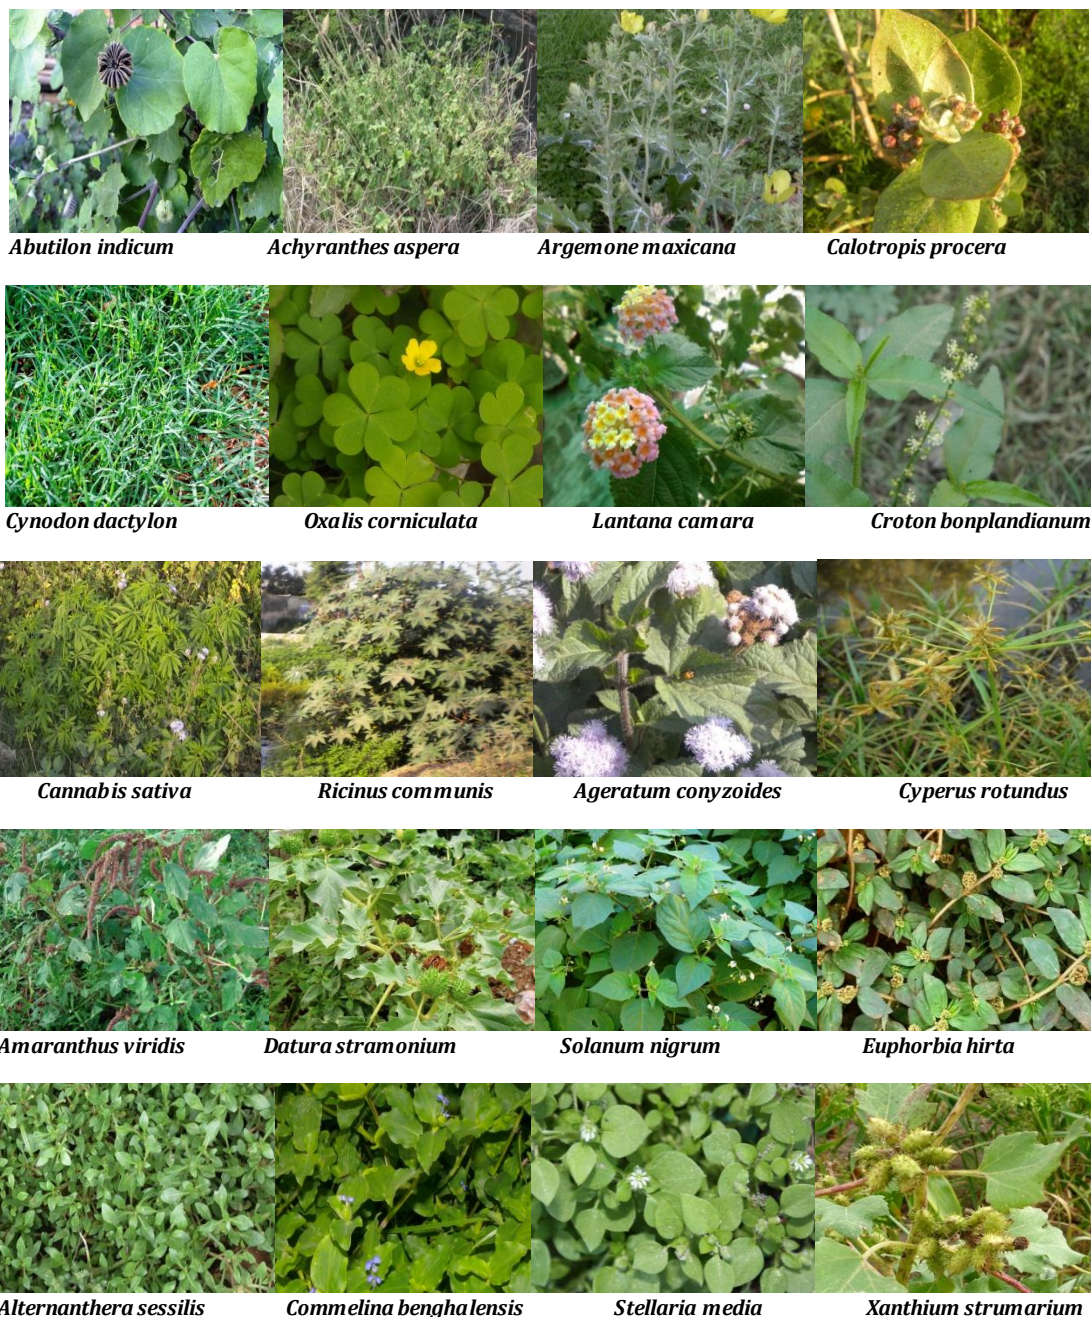 Abutilon indicum Achyranthes aspera Argemone maxicana Calotropis procera
Cynodon dactylon Oxalis corniculata Lantana camara Croton bonplandianum
Cannabis sativa Ricinus communis Ageratum conyzoides Cyperus rotundus
Amaranthus viridis Datura stramonium Solanum nigrum Euphorbia hirta
Alternanthera sessilis Commelina benghalensis Stellaria media Xanthium strumarium